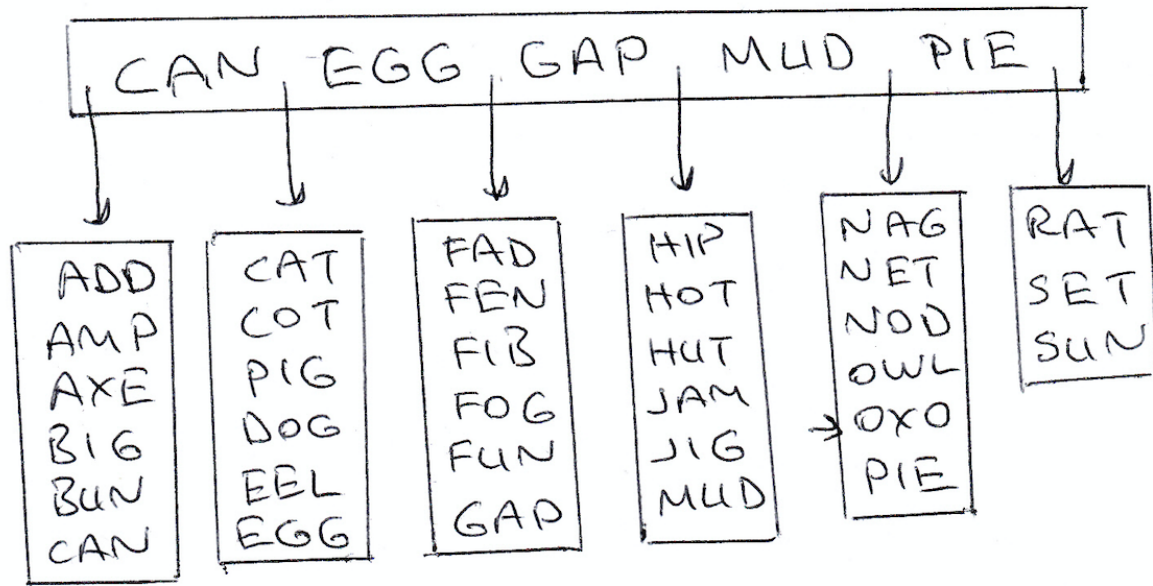 CAN EGG GAP MUD PIE
ADD
AMP
AXE
BIG
BUN
CAN
CAT
COT
PIG
DOG
EEL
EGG
FAD
FEN
FIB
FOG
FUN
GAP
HIP
HOT
HUT
JAM
JIG
MUD
NAG
NET
NOD
OWL
OXO
PIE
RAT
SET
SUN